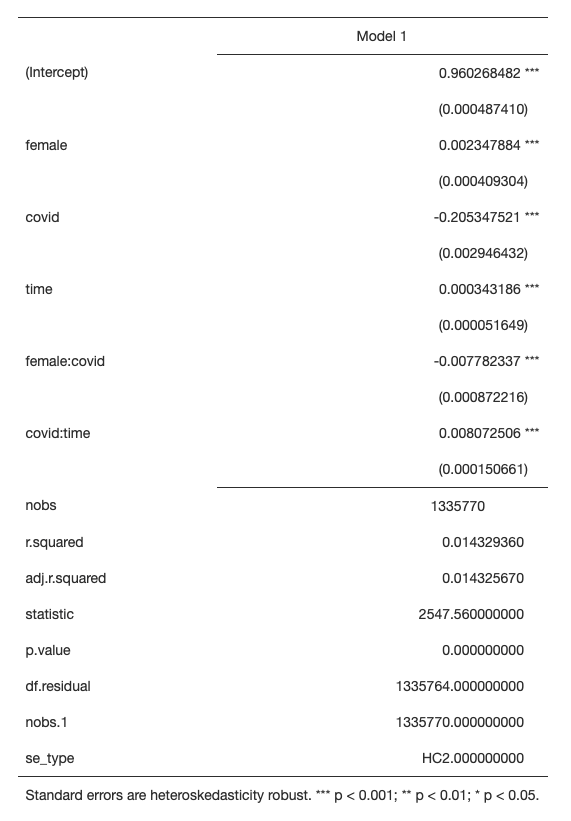 Model 1
(Intercept) 0.960268482 ***
(0.000487410)
female 0.002347884 ***
(0.000409304)
covid -0.205347521 ***
(0.002946432)
time 0.000343186 ***
(0.000051649)
female:covid -0.007782337 ***
(0.000872216)
covid:time 0.008072506 ***
(0.000150661)
nobs 1335770
r.squared 0.014329360
adj.r.squared 0.014325670
statistic 2547.560000000
p.value 0.000000000
df.residual 1335764.000000000
nobs.1 1335770.000000000
se_type HC2.000000000
Standard errors are heteroskedasticity robust. *** p < 0.001; ** p < 0.01; * p < 0.05.